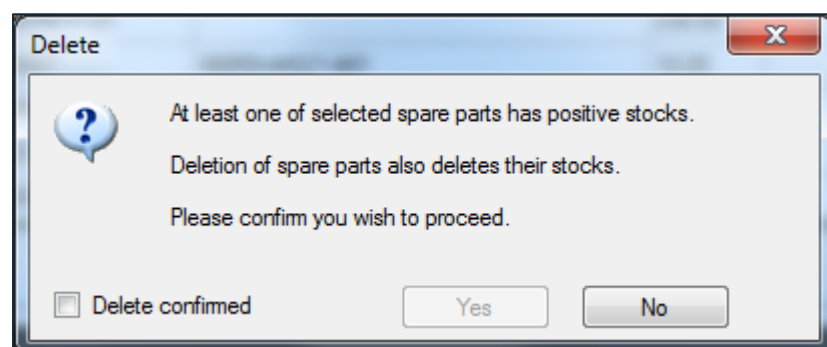 Delete
At least one of selected spare parts has positive stocks.
Deletion of spare parts also deletes their stocks.
Please confirm you wish to proceed.
Delete confirmed Yes No